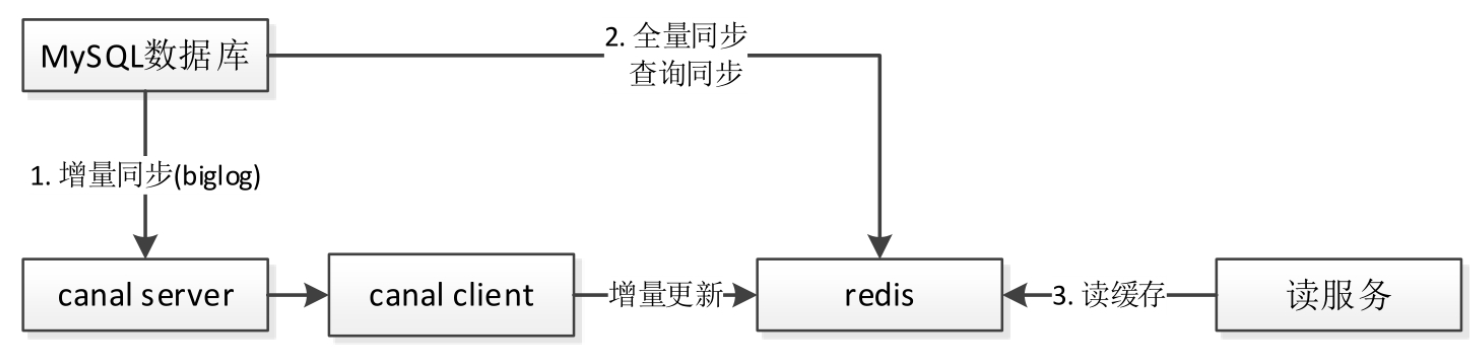 MySQL数据库
2. 全量同步
查询同步
1. 增量同步(biglog)
canal server
canal client
增量更新
redis
3. 读缓存
读服务